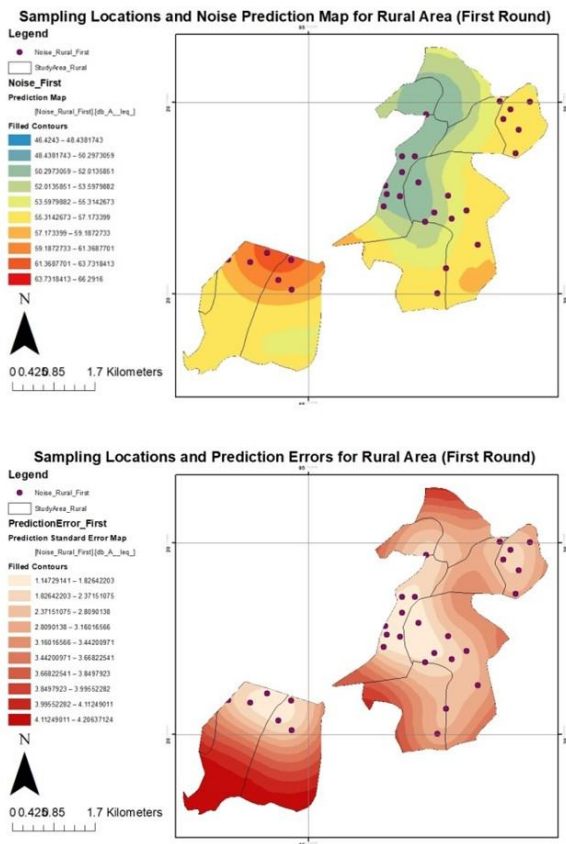 Sampling Locations and Noise Prediction Map for Rural Area (First Round)
Legend
Noise_Rural_First
StudyArea_Rural
Noise_First
Prediction Map
[Noise_Rural_First].[db_A__leq_]
Filled Contours
46.4243 – 48.4381743
48.4381743 – 50.2973059
50.2973059 – 52.0135851
52.0135851 – 53.5979882
53.5979882 – 55.3142673
55.3142673 – 57.173399
57.173399 – 59.1872733
59.1872733 – 61.3687701
61.3687701 – 63.7318413
63.7318413 – 66.2916
N
0 0.425 0.85 1.7 Kilometers
Sampling Locations and Prediction Errors for Rural Area (First Round)
Legend
Noise_Rural_First
StudyArea_Rural
PredictionError_First
Prediction Standard Error Map
[Noise_Rural_First].[db_A__leq_]
Filled Contours
1.14729141 – 1.82642203
1.82642203 – 2.37151075
2.37151075 – 2.8090138
2.8090138 – 3.16016566
3.16016566 – 3.44200971
3.44200971 – 3.66822541
3.66822541 – 3.8497923
3.8497923 – 3.99552282
3.99552282 – 4.11249011
4.11249011 – 4.20637124
N
0 0.425 0.85 1.7 Kilometers